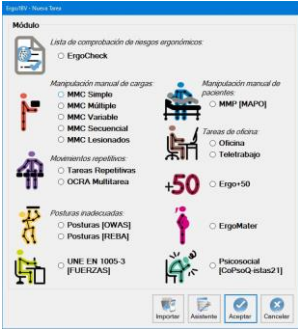 Ergo/IBV - Nueva Tarea
Módulo
Lista de comprobación de riesgos ergonómicos:
ErgoCheck
Manipulación manual de cargas:
MMC Simple
MMC Múltiple
MMC Variable
MMC Secuencial
MMC Lesionados
Manipulación manual de
pacientes:
MMP [MAPO]
Tareas de oficina:
Oficina
Teletrabajo
Movimientos repetitivos:
Tareas Repetitivas
OCRA Multitarea
+50
Ergo+50
Posturas inadecuadas:
Posturas [OWAS]
Posturas [REBA]
ErgoMater
UNE EN 1005-3
[FUERZAS]
Psicosocial
[CoPsoQ-istas21]
Importar
Asistente
Aceptar
Cancelar